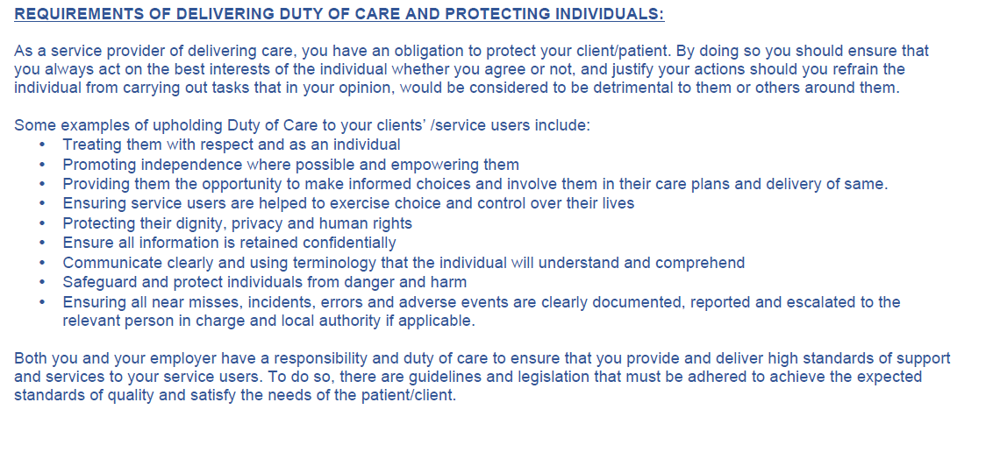 REQUIREMENTS OF DELIVERING DUTY OF CARE AND PROTECTING INDIVIDUALS:
As a service provider of delivering care, you have an obligation to protect your client/patient. By doing so you should ensure that
you always act on the best interests of the individual whether you agree or not, and justify your actions should you refrain the
individual from carrying out tasks that in your opinion, would be considered to be detrimental to them or others around them.
Some examples of upholding Duty of Care to your clients' /service users include:
• Treating them with respect and as an individual
• Promoting independence where possible and empowering them
• Providing them the opportunity to make informed choices and involve them in their care plans and delivery of same.
• Ensuring service users are helped to exercise choice and control over their lives
• Protecting their dignity, privacy and human rights
• Ensure all information is retained confidentially
• Communicate clearly and using terminology that the individual will understand and comprehend
• Safeguard and protect individuals from danger and harm
• Ensuring all near misses, incidents, errors and adverse events are clearly documented, reported and escalated to the
relevant person in charge and local authority if applicable.
Both you and your employer have a responsibility and duty of care to ensure that you provide and deliver high standards of support
and services to your service users. To do so, there are guidelines and legislation that must be adhered to achieve the expected
standards of quality and satisfy the needs of the patient/client.